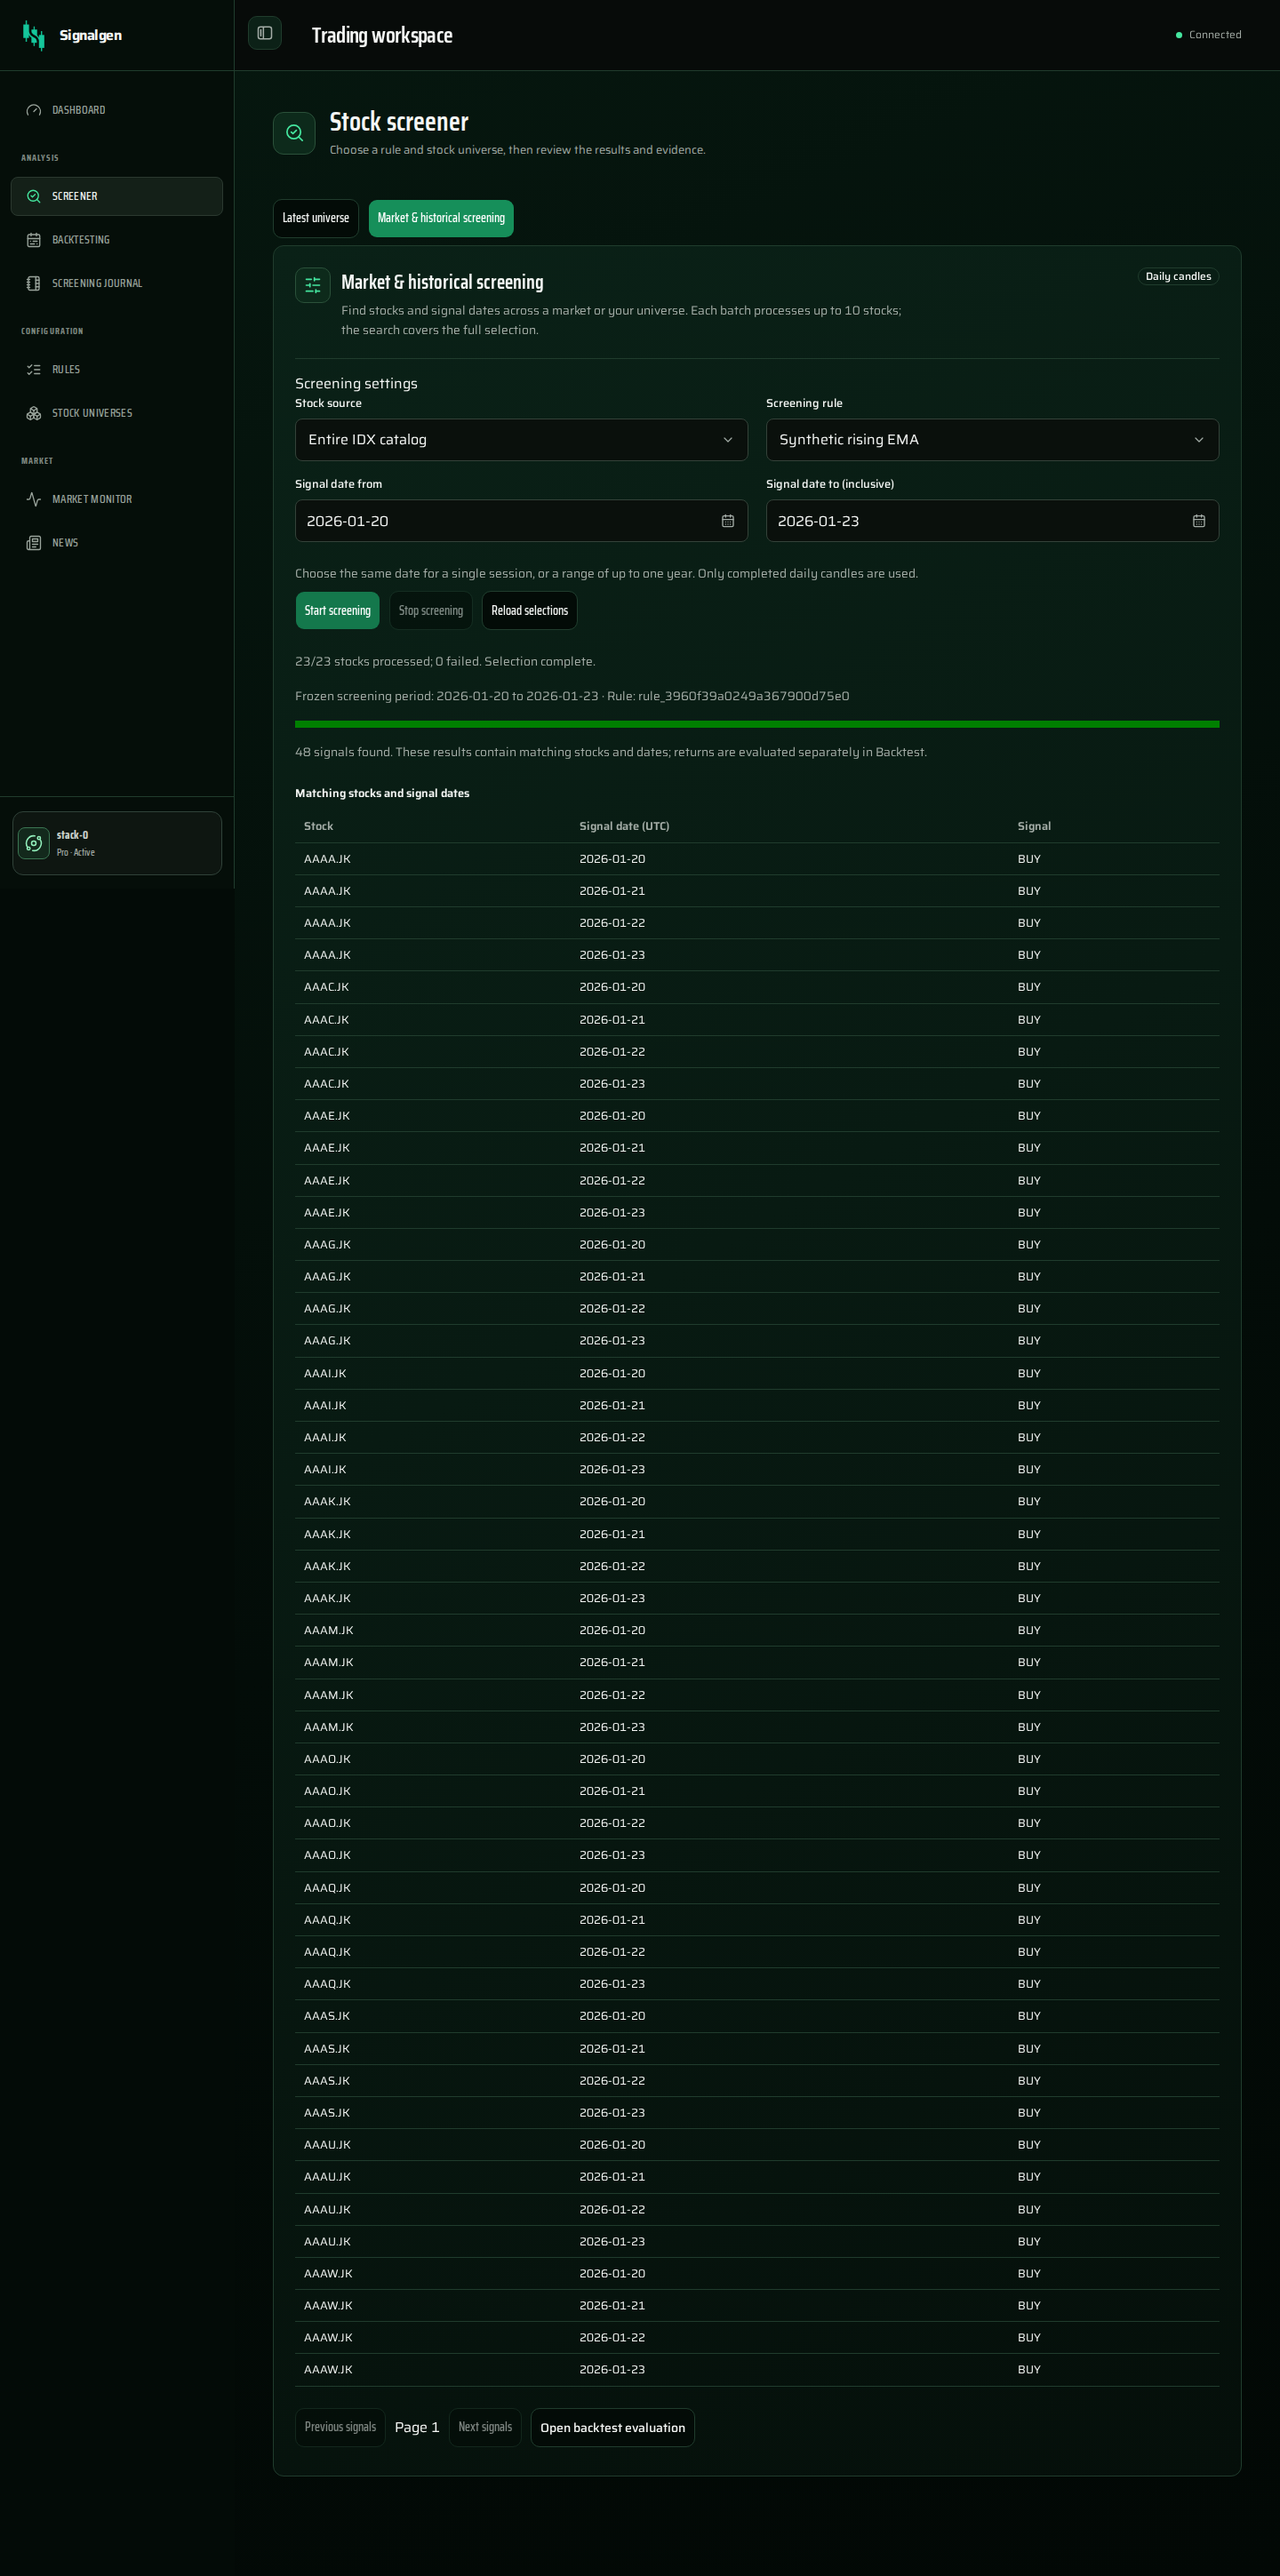 Signalgen
Trading workspace
Connected
DASHBOARD
ANALYSIS
SCREENER
BACKTESTING
SCREENING JOURNAL
CONFIGURATION
RULES
STOCK UNIVERSES
MARKET
MARKET MONITOR
NEWS
stack-0
Pro · Active
Stock screener
Choose a rule and stock universe, then review the results and evidence.
Latest universe
Market & historical screening
Market & historical screening
Daily candles
Find stocks and signal dates across a market or your universe. Each batch processes up to 10 stocks;
the search covers the full selection.
Screening settings
Stock source
Screening rule
Entire IDX catalog
Synthetic rising EMA
Signal date from
Signal date to (inclusive)
2026-01-20
2026-01-23
Choose the same date for a single session, or a range of up to one year. Only completed daily candles are used.
Start screening
Stop screening
Reload selections
23/23 stocks processed; 0 failed. Selection complete.
Frozen screening period: 2026-01-20 to 2026-01-23 · Rule: rule_3960f39a0249a367900d75e0
48 signals found. These results contain matching stocks and dates; returns are evaluated separately in Backtest.
Matching stocks and signal dates
Stock Signal date (UTC) Signal
AAAA.JK 2026-01-20 BUY
AAAA.JK 2026-01-21 BUY
AAAA.JK 2026-01-22 BUY
AAAA.JK 2026-01-23 BUY
AAAC.JK 2026-01-20 BUY
AAAC.JK 2026-01-21 BUY
AAAC.JK 2026-01-22 BUY
AAAC.JK 2026-01-23 BUY
AAAE.JK 2026-01-20 BUY
AAAE.JK 2026-01-21 BUY
AAAE.JK 2026-01-22 BUY
AAAE.JK 2026-01-23 BUY
AAAG.JK 2026-01-20 BUY
AAAG.JK 2026-01-21 BUY
AAAG.JK 2026-01-22 BUY
AAAG.JK 2026-01-23 BUY
AAAI.JK 2026-01-20 BUY
AAAI.JK 2026-01-21 BUY
AAAI.JK 2026-01-22 BUY
AAAI.JK 2026-01-23 BUY
AAAK.JK 2026-01-20 BUY
AAAK.JK 2026-01-21 BUY
AAAK.JK 2026-01-22 BUY
AAAK.JK 2026-01-23 BUY
AAAM.JK 2026-01-20 BUY
AAAM.JK 2026-01-21 BUY
AAAM.JK 2026-01-22 BUY
AAAM.JK 2026-01-23 BUY
AAAO.JK 2026-01-20 BUY
AAAO.JK 2026-01-21 BUY
AAAO.JK 2026-01-22 BUY
AAAO.JK 2026-01-23 BUY
AAAQ.JK 2026-01-20 BUY
AAAQ.JK 2026-01-21 BUY
AAAQ.JK 2026-01-22 BUY
AAAQ.JK 2026-01-23 BUY
AAAS.JK 2026-01-20 BUY
AAAS.JK 2026-01-21 BUY
AAAS.JK 2026-01-22 BUY
AAAS.JK 2026-01-23 BUY
AAAU.JK 2026-01-20 BUY
AAAU.JK 2026-01-21 BUY
AAAU.JK 2026-01-22 BUY
AAAU.JK 2026-01-23 BUY
AAAW.JK 2026-01-20 BUY
AAAW.JK 2026-01-21 BUY
AAAW.JK 2026-01-22 BUY
AAAW.JK 2026-01-23 BUY
Previous signals
Page 1
Next signals
Open backtest evaluation